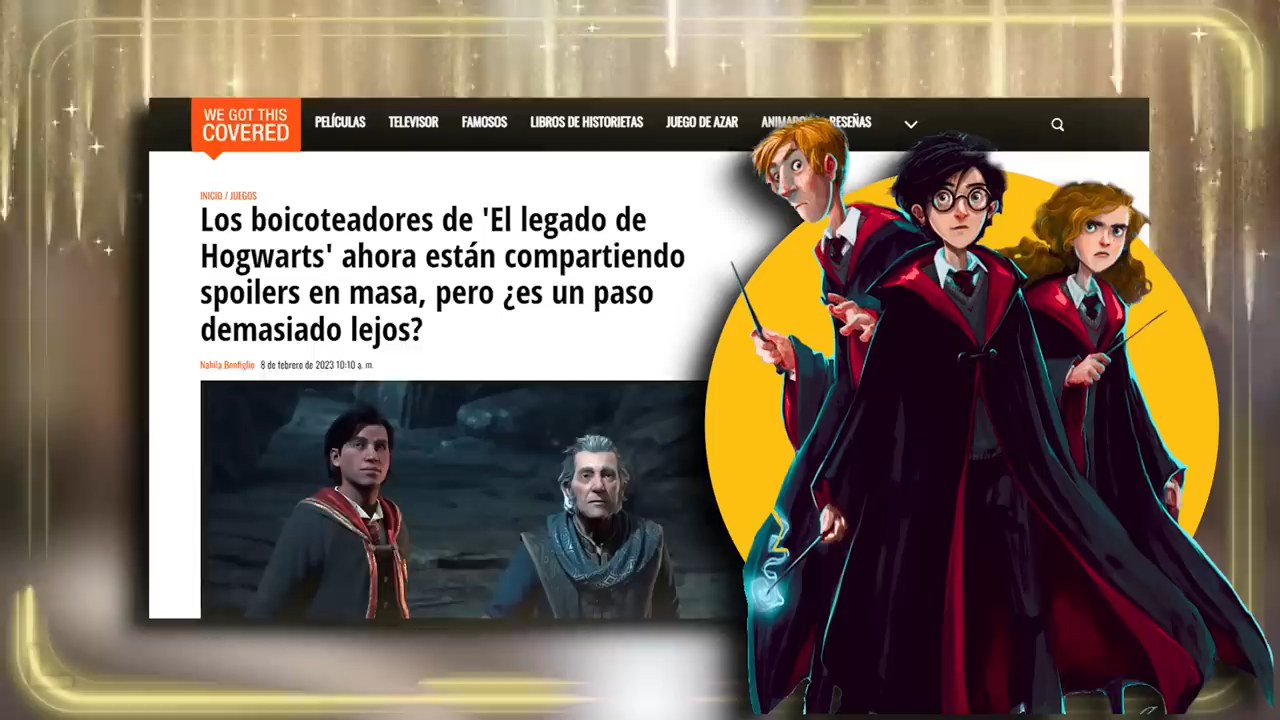 WE GOT THIS
COVERED
PELÍCULAS TELEVISOR FAMOSOS LIBROS DE HISTORIETAS JUEGO DE AZAR RESEÑAS
INICIO / JUEGOS
Los boicoteadores de 'El legado de
Hogwarts' ahora están compartiendo
spoilers en masa, pero ¿es un paso
demasiado lejos?
Nahila Bonfiglio 8 de febrero de 2023 10:10 a. m.